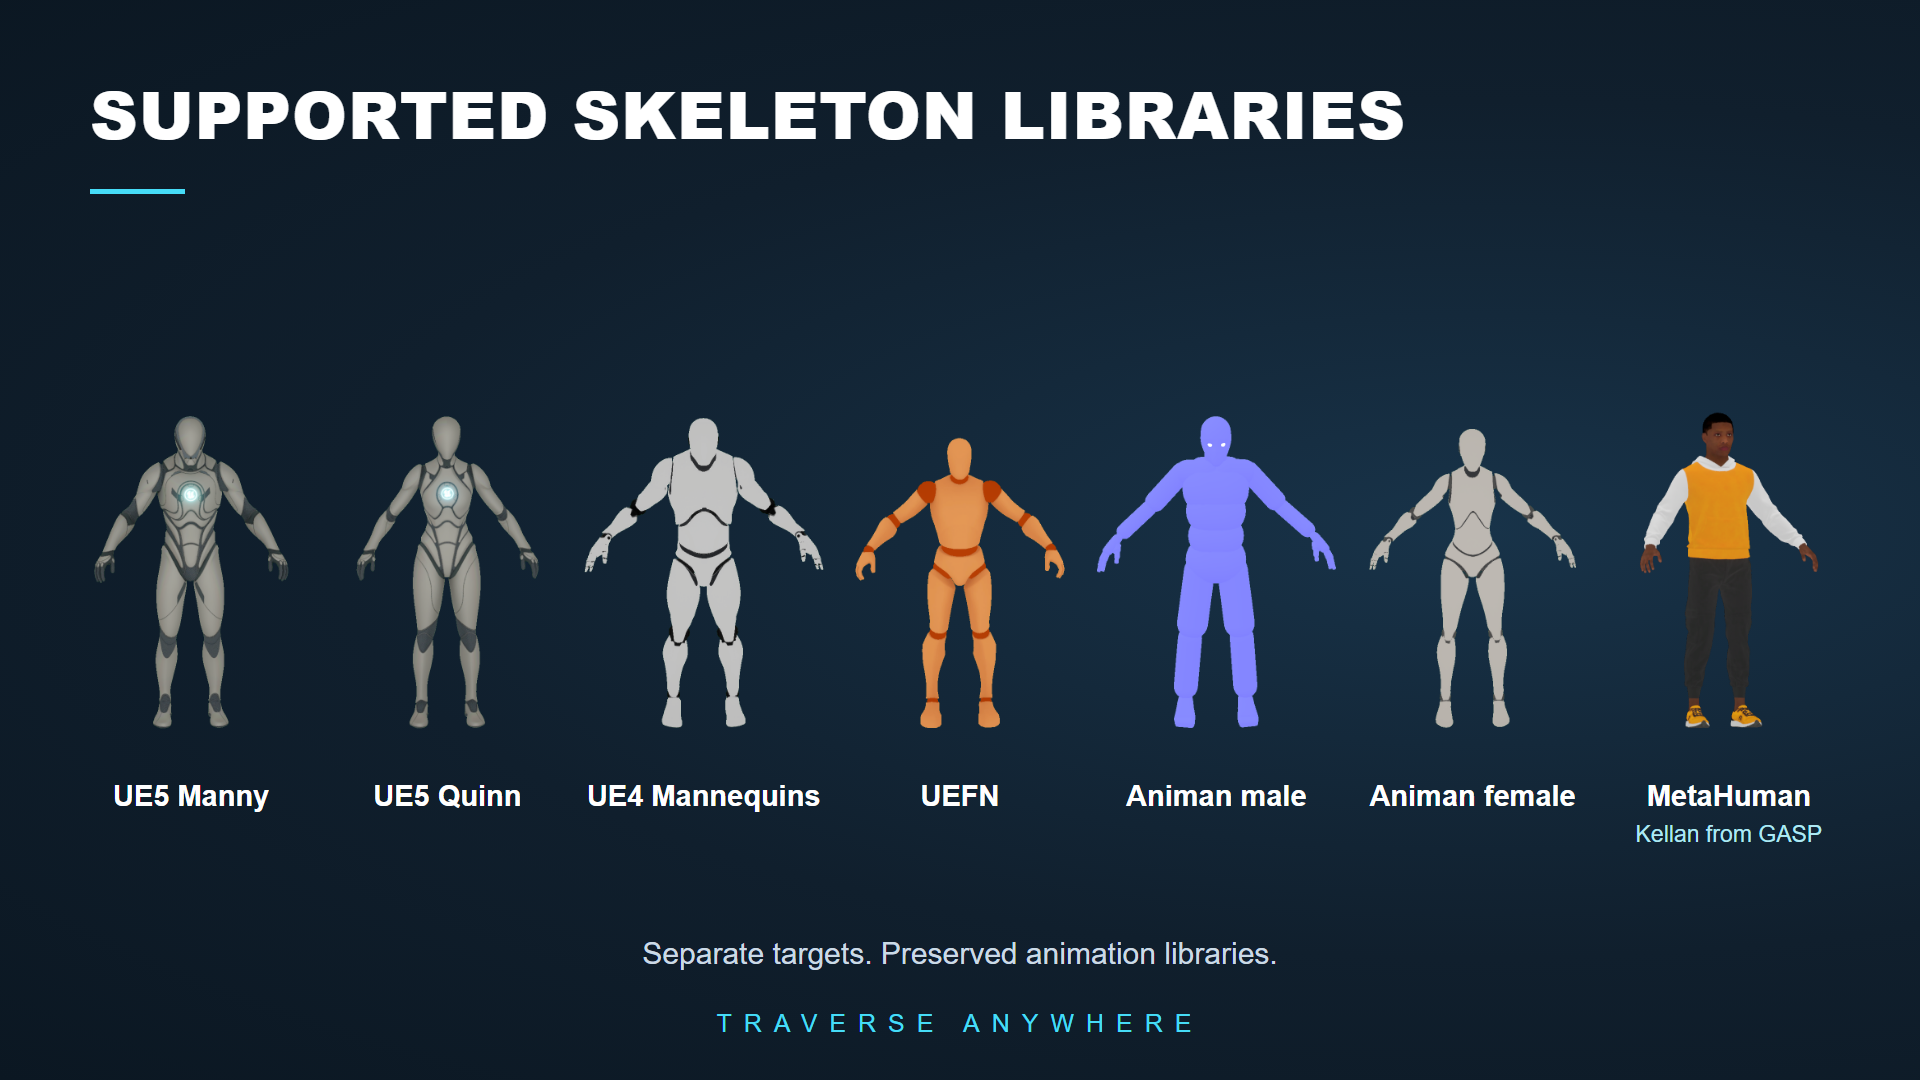 SUPPORTED SKELETON LIBRARIES
UE5 Manny
UE5 Quinn
UE4 Mannequins
UEFN
Animan male
Animan female
MetaHuman
Kellan from GASP
Separate targets. Preserved animation libraries.
TRAVERSE ANYWHERE